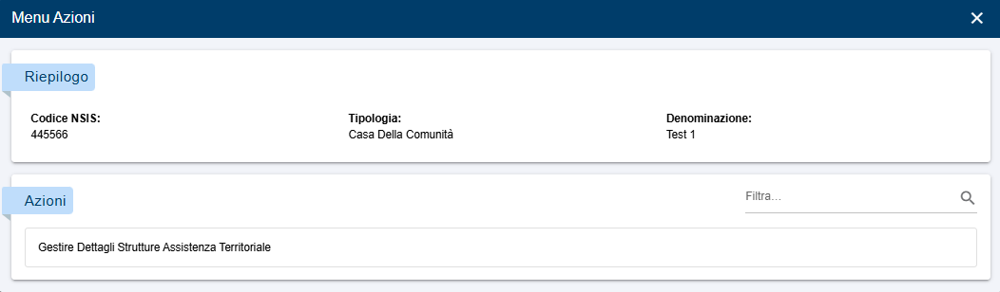 Menu Azioni
Riepilogo
Codice NSIS: Tipologia: Denominazione:
445566 Casa Della Comunità Test 1
Azioni
Filtra...
Gestire Dettagli Strutture Assistenza Territoriale